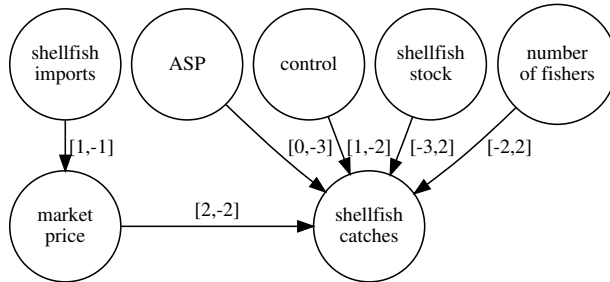 shellfish
imports
ASP
control
shellfish
stock
number
of fishers
[1,-1]
[0,-3]
[1,-2]
[-3,2]
[-2,2]
market
price
[2,-2]
shellfish
catches